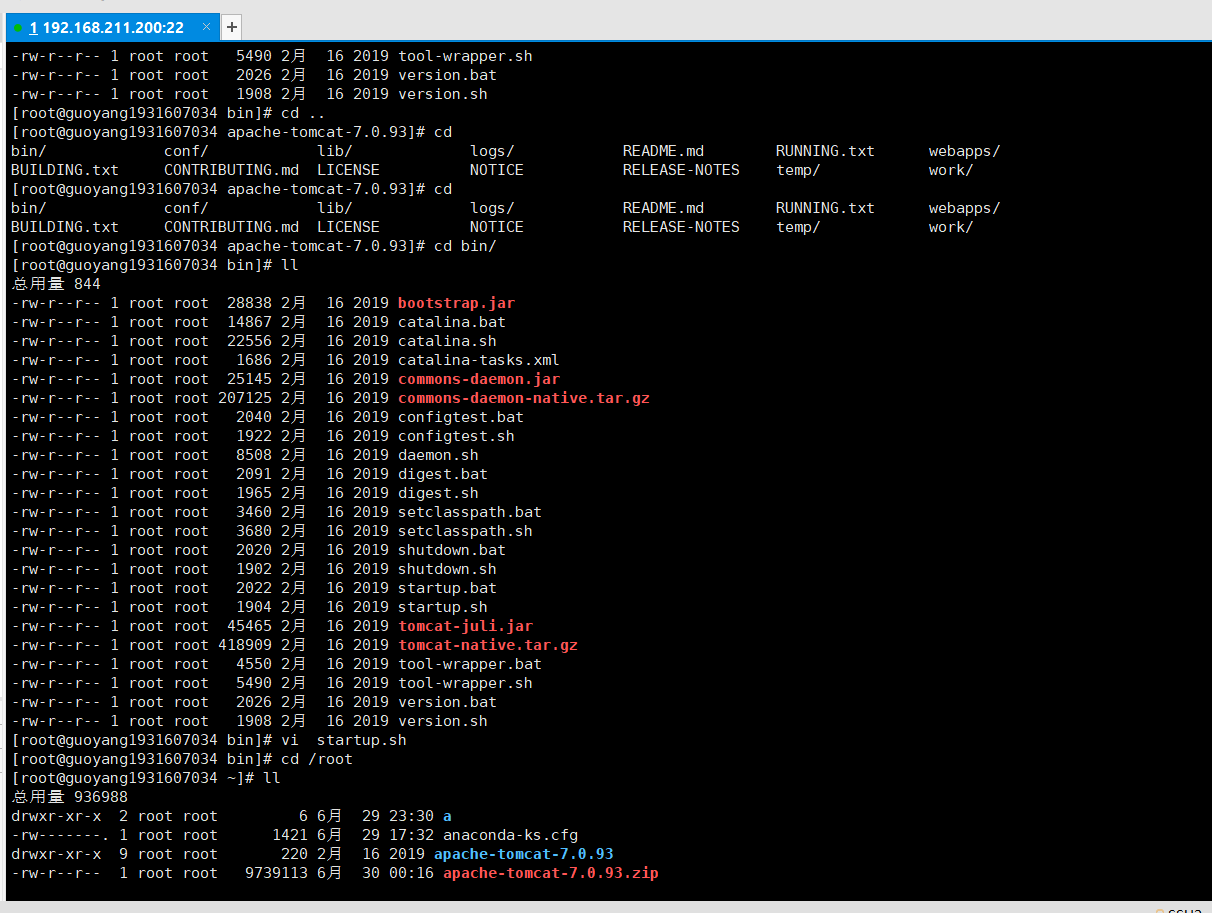 1 192.168.211.200:22 × +
-rw-r--r-- 1 root root   5490 2月  16 2019 tool-wrapper.sh
-rw-r--r-- 1 root root   2026 2月  16 2019 version.bat
-rw-r--r-- 1 root root   1908 2月  16 2019 version.sh
[root@guoyang1931607034 bin]# cd ..
[root@guoyang1931607034 apache-tomcat-7.0.93]# cd
bin/             conf/            lib/             logs/            README.md        RUNNING.txt      webapps/
BUILDING.txt     CONTRIBUTING.md  LICENSE          NOTICE           RELEASE-NOTES    temp/            work/
[root@guoyang1931607034 apache-tomcat-7.0.93]# cd
bin/             conf/            lib/             logs/            README.md        RUNNING.txt      webapps/
BUILDING.txt     CONTRIBUTING.md  LICENSE          NOTICE           RELEASE-NOTES    temp/            work/
[root@guoyang1931607034 apache-tomcat-7.0.93]# cd bin/
[root@guoyang1931607034 bin]# ll
总用量 844
-rw-r--r-- 1 root root  28838 2月  16 2019 bootstrap.jar
-rw-r--r-- 1 root root  14867 2月  16 2019 catalina.bat
-rw-r--r-- 1 root root  22556 2月  16 2019 catalina.sh
-rw-r--r-- 1 root root   1686 2月  16 2019 catalina-tasks.xml
-rw-r--r-- 1 root root  25145 2月  16 2019 commons-daemon.jar
-rw-r--r-- 1 root root 207125 2月  16 2019 commons-daemon-native.tar.gz
-rw-r--r-- 1 root root   2040 2月  16 2019 configtest.bat
-rw-r--r-- 1 root root   1922 2月  16 2019 configtest.sh
-rw-r--r-- 1 root root   8508 2月  16 2019 daemon.sh
-rw-r--r-- 1 root root   2091 2月  16 2019 digest.bat
-rw-r--r-- 1 root root   1965 2月  16 2019 digest.sh
-rw-r--r-- 1 root root   3460 2月  16 2019 setclasspath.bat
-rw-r--r-- 1 root root   3680 2月  16 2019 setclasspath.sh
-rw-r--r-- 1 root root   2020 2月  16 2019 shutdown.bat
-rw-r--r-- 1 root root   1902 2月  16 2019 shutdown.sh
-rw-r--r-- 1 root root   2022 2月  16 2019 startup.bat
-rw-r--r-- 1 root root   1904 2月  16 2019 startup.sh
-rw-r--r-- 1 root root  45465 2月  16 2019 tomcat-juli.jar
-rw-r--r-- 1 root root 418909 2月  16 2019 tomcat-native.tar.gz
-rw-r--r-- 1 root root   4550 2月  16 2019 tool-wrapper.bat
-rw-r--r-- 1 root root   5490 2月  16 2019 tool-wrapper.sh
-rw-r--r-- 1 root root   2026 2月  16 2019 version.bat
-rw-r--r-- 1 root root   1908 2月  16 2019 version.sh
[root@guoyang1931607034 bin]# vi  startup.sh
[root@guoyang1931607034 bin]# cd /root
[root@guoyang1931607034 ~]# ll
总用量 936988
drwxr-xr-x  2 root root         6 6月  29 23:30 a
-rw-------. 1 root root      1421 6月  29 17:32 anaconda-ks.cfg
drwxr-xr-x  9 root root       220 2月  16 2019 apache-tomcat-7.0.93
-rw-r--r--  1 root root   9739113 6月  30 00:16 apache-tomcat-7.0.93.zip